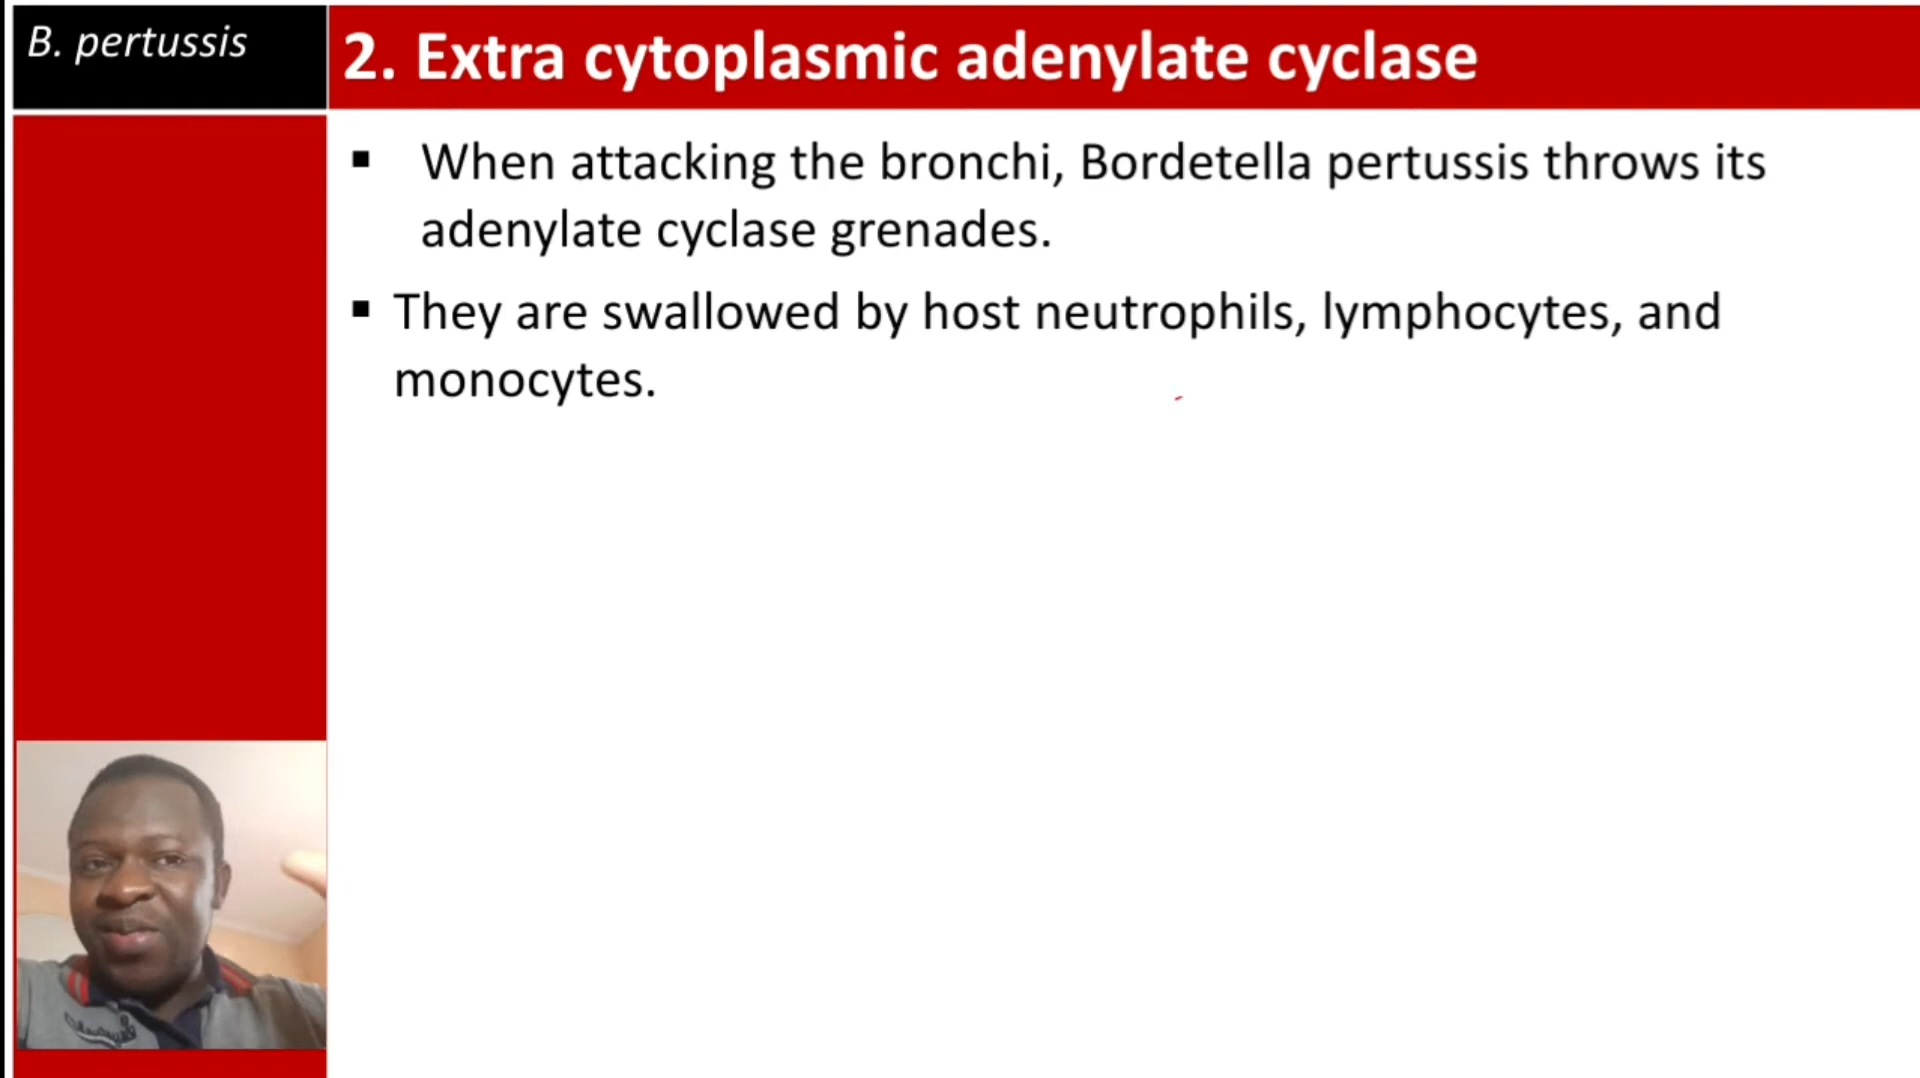 B. pertussis
2. Extra cytoplasmic adenylate cyclase
▪ When attacking the bronchi, Bordetella pertussis throws its
adenylate cyclase grenades.
▪ They are swallowed by host neutrophils, lymphocytes, and
monocytes.